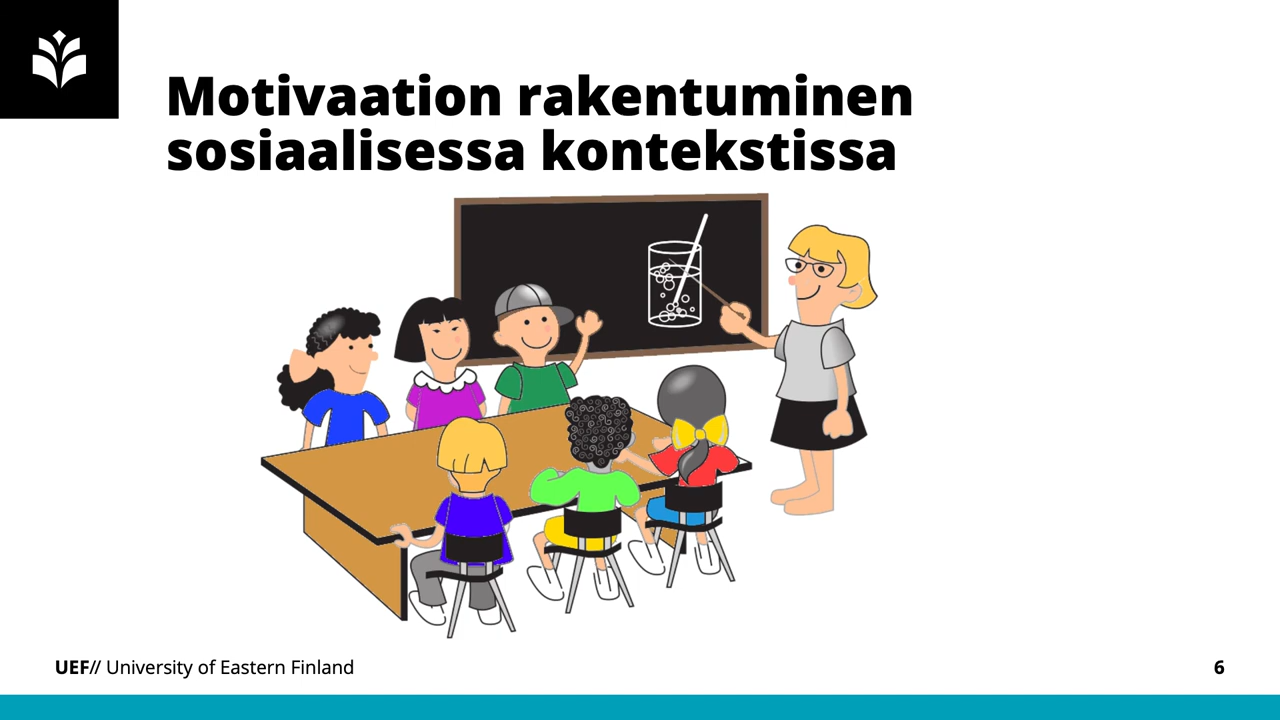 Motivaation rakentuminen
sosiaalisessa kontekstissa
UEF// University of Eastern Finland
6